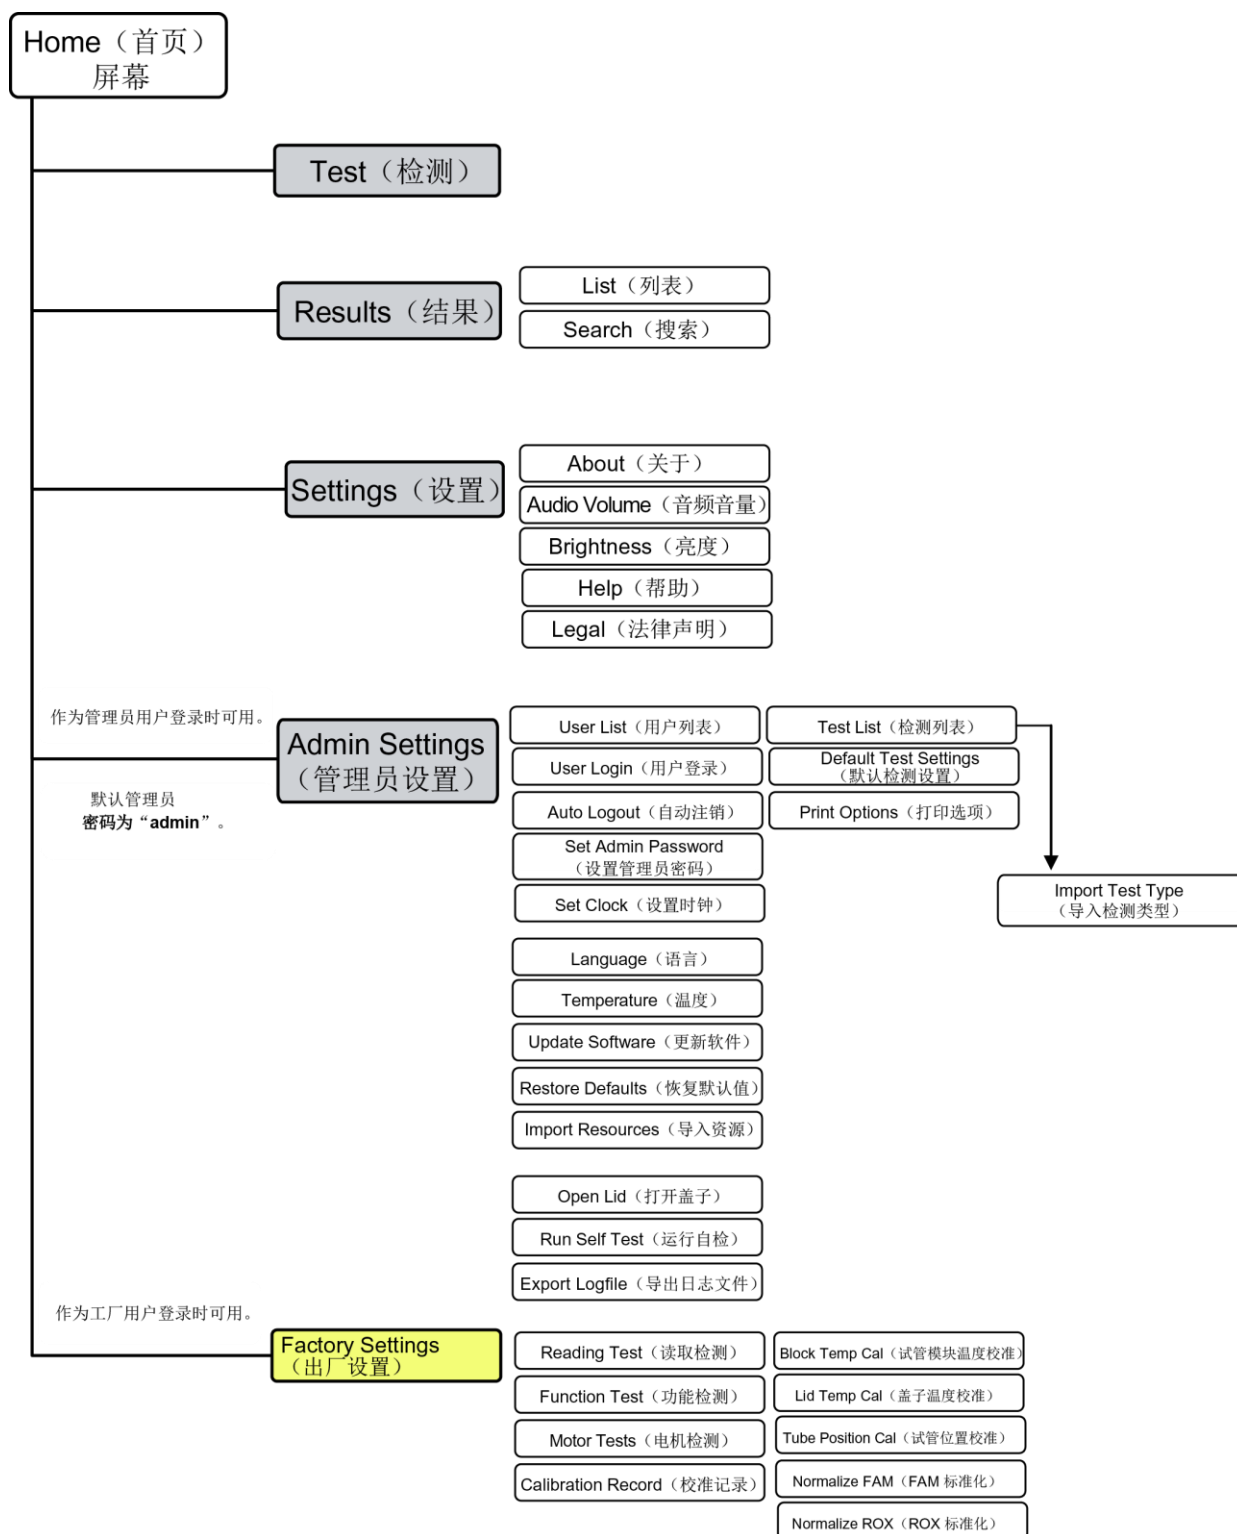 Home（首页）
屏幕
Test（检测）
Results（结果）
List（列表）
Search（搜索）
Settings（设置）
About（关于）
Audio Volume（音频音量）
Brightness（亮度）
Help（帮助）
Legal（法律声明）
作为管理员用户登录时可用。
默认管理员
密码为“admin”。
Admin Settings
（管理员设置）
User List（用户列表）
User Login（用户登录）
Auto Logout（自动注销）
Set Admin Password
（设置管理员密码）
Set Clock（设置时钟）
Language（语言）
Temperature（温度）
Update Software（更新软件）
Restore Defaults（恢复默认值）
Import Resources（导入资源）
Open Lid（打开盖子）
Run Self Test（运行自检）
Export Logfile（导出日志文件）
Test List（检测列表）
Default Test Settings
（默认检测设置）
Print Options（打印选项）
Import Test Type
（导入检测类型）
作为工厂用户登录时可用。
Factory Settings
（出厂设置）
Reading Test（读取检测）
Function Test（功能检测）
Motor Tests（电机检测）
Calibration Record（校准记录）
Block Temp Cal（试管模块温度校准）
Lid Temp Cal（盖子温度校准）
Tube Position Cal（试管位置校准）
Normalize FAM（FAM 标准化）
Normalize ROX（ROX 标准化）